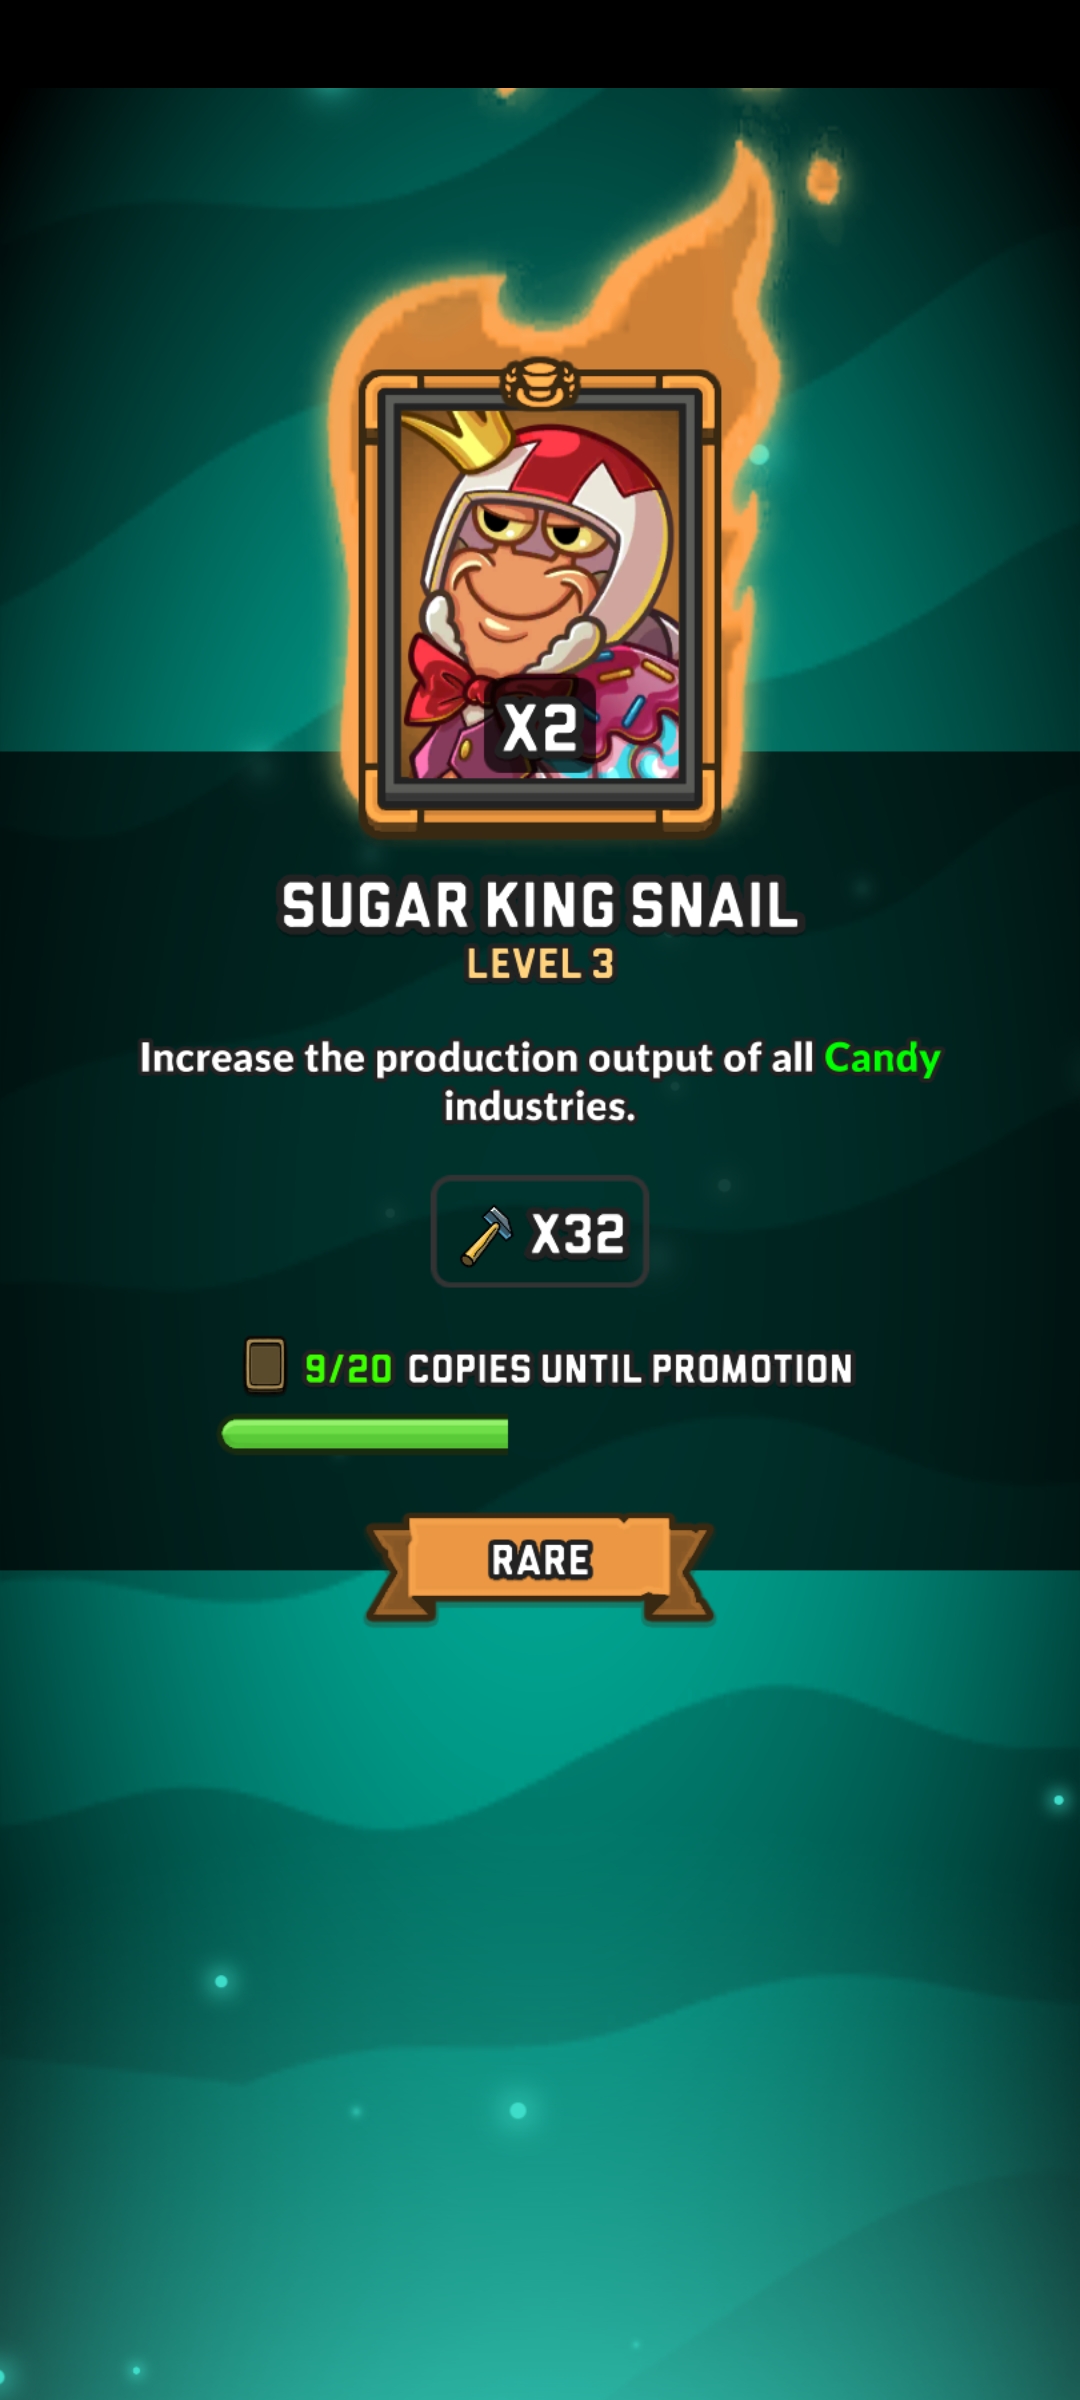 X2
SUGAR KING SNAIL
LEVEL 3
Increase the production output of all Candy
industries.
X32
9/20 COPIES UNTIL PROMOTION
RARE